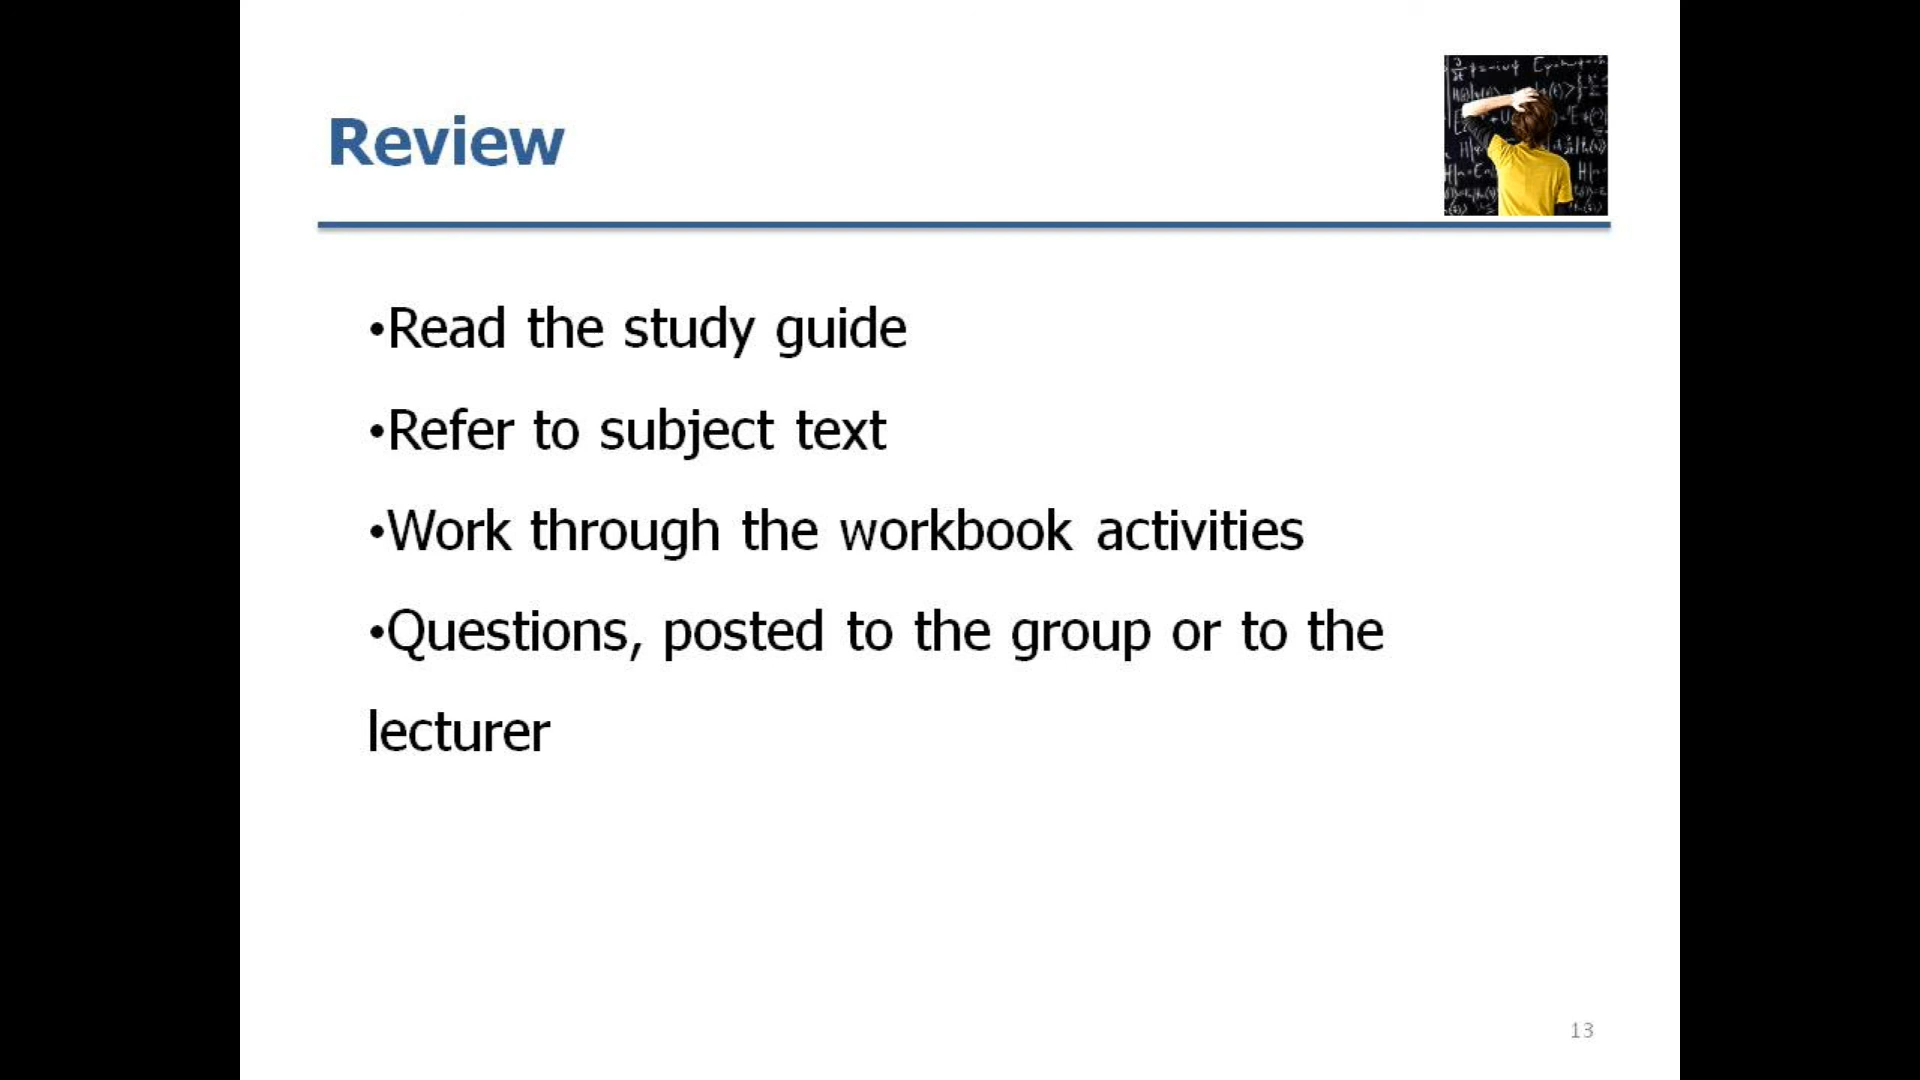 Review
•Read the study guide
•Refer to subject text
•Work through the workbook activities
•Questions, posted to the group or to the
lecturer
13